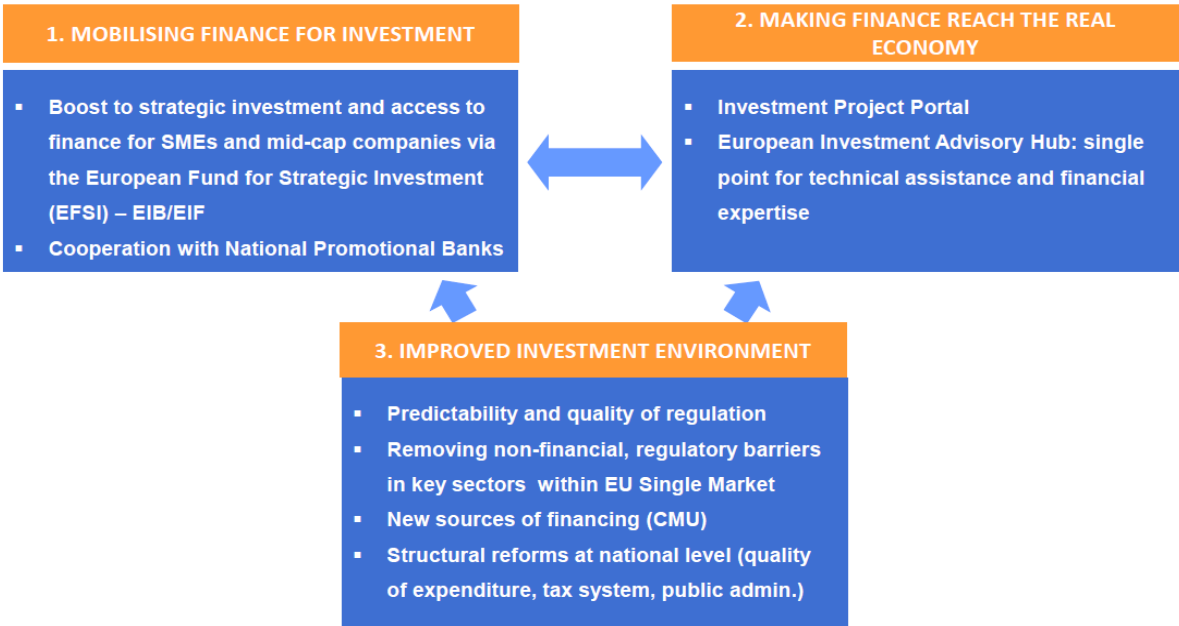 1. MOBILISING FINANCE FOR INVESTMENT
▪ Boost to strategic investment and access to
finance for SMEs and mid-cap companies via
the European Fund for Strategic Investment
(EFSI) – EIB/EIF
▪ Cooperation with National Promotional Banks
2. MAKING FINANCE REACH THE REAL
ECONOMY
▪ Investment Project Portal
▪ European Investment Advisory Hub: single
point for technical assistance and financial
expertise
3. IMPROVED INVESTMENT ENVIRONMENT
▪ Predictability and quality of regulation
▪ Removing non-financial, regulatory barriers
in key sectors within EU Single Market
▪ New sources of financing (CMU)
▪ Structural reforms at national level (quality
of expenditure, tax system, public admin.)